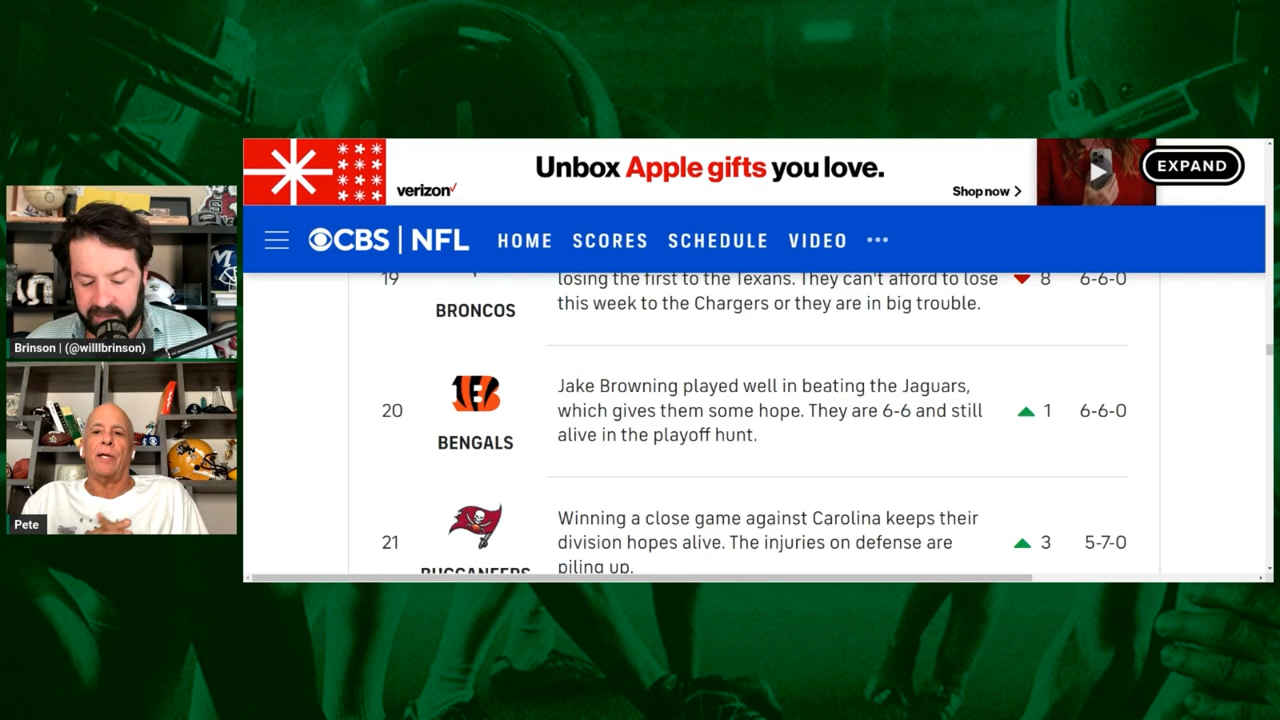 Unbox Apple gifts you love.
verizon
Shop now
EXPAND
CBS | NFL
HOME SCORES SCHEDULE VIDEO
19
losing the first to the Texans. They can't afford to lose
8 6-6-0
this week to the Chargers or they are in big trouble.
BRONCOS
Jake Browning played well in beating the Jaguars,
20
which gives them some hope. They are 6-6 and still
1 6-6-0
alive in the playoff hunt.
BENGALS
Winning a close game against Carolina keeps their
21
division hopes alive. The injuries on defense are
3 5-7-0
piling up.
BUCCANEERS
Brinson | (@willlbrinson)
Pete